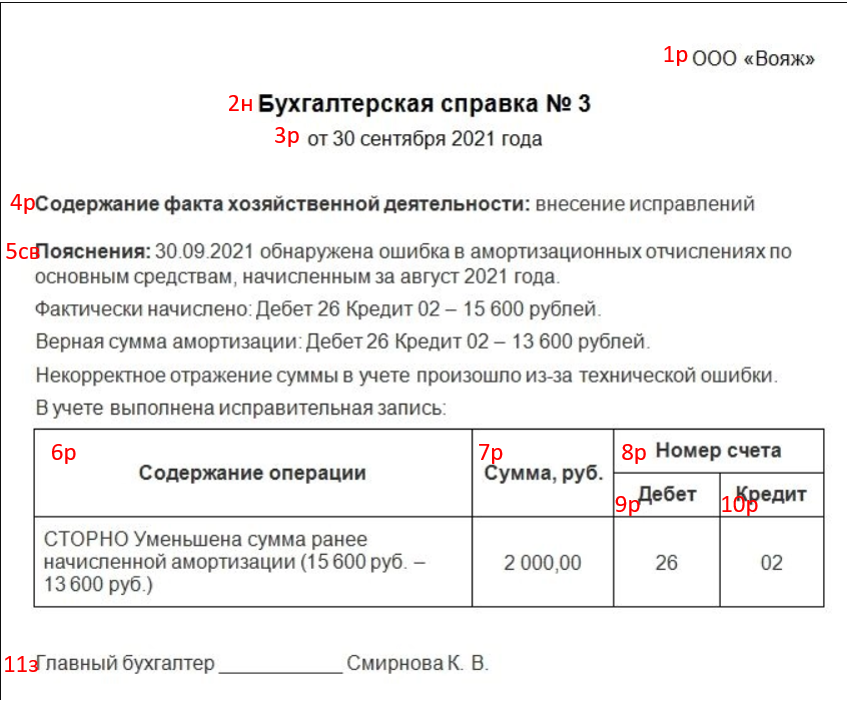 1р ООО «Вояж»
2н Бухгалтерская справка № 3
3р от 30 сентября 2021 года
4р Содержание факта хозяйственной деятельности: внесение исправлений
5св Пояснения: 30.09.2021 обнаружена ошибка в амортизационных отчислениях по
основным средствам, начисленным за август 2021 года.
Фактически начислено: Дебет 26 Кредит 02 – 15 600 рублей.
Верная сумма амортизации: Дебет 26 Кредит 02 – 13 600 рублей.
Некорректное отражение суммы в учете произошло из-за технической ошибки.
В учете выполнена исправительная запись:
6р Содержание операции
7р Сумма, руб.
8р Номер счета
9р Дебет
10р Кредит
СТОРНО Уменьшена сумма ранее
начисленной амортизации (15 600 руб. –
13 600 руб.)
2 000,00
26
02
11з Главный бухгалтер ___________ Смирнова К. В.